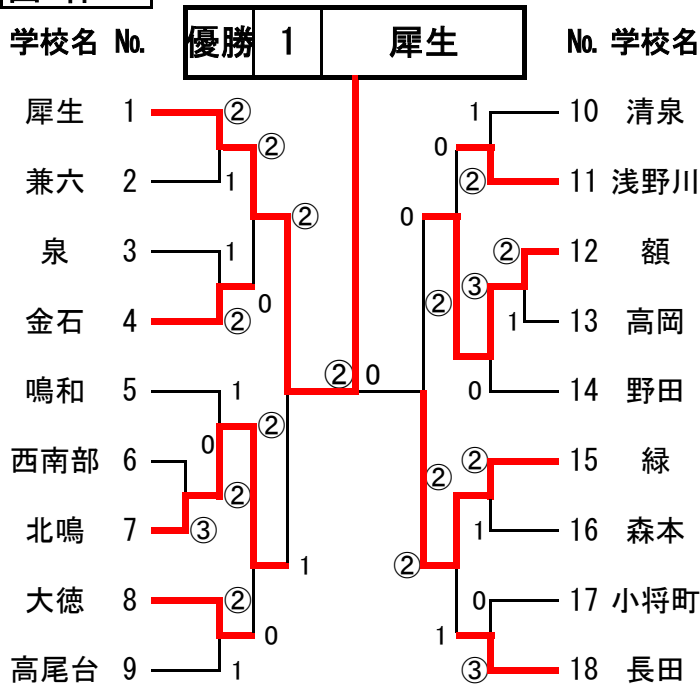 優勝 1 犀生
学校名 No. No. 学校名
犀生 1 ② 1 10 清泉
② 0
兼六 2 1 ② 11 浅野川
② 0
泉 3 1 ② 12 額
0 ② ③
金石 4 ② 1 13 高岡
② 0
鳴和 5 1 0 14 野田
0 ②
西南部 6 ② 15 緑
② ②
北鳴 7 ③ 1 16 森本
1 ②
大徳 8 ② 0 17 小将町
0 1
高尾台 9 1 ③ 18 長田